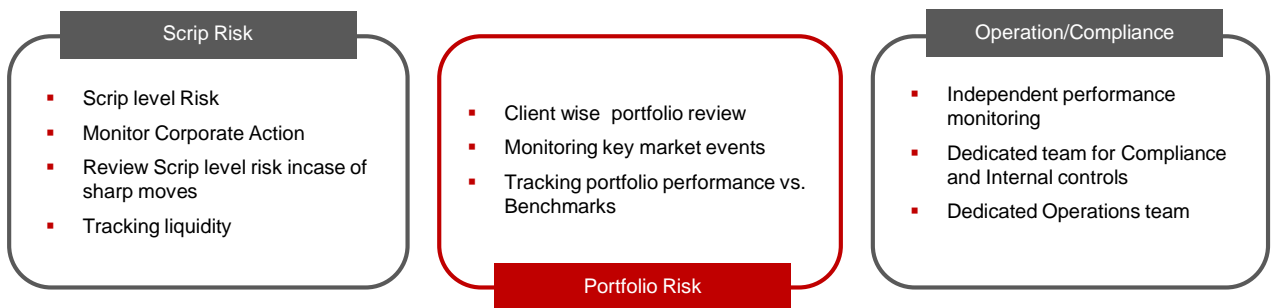 Scrip Risk
Scrip level Risk
Monitor Corporate Action
Review Scrip level risk incase of
sharp moves
Tracking liquidity
Client wise portfolio review
Monitoring key market events
Tracking portfolio performance vs.
Benchmarks
Portfolio Risk
Operation/Compliance
Independent performance
monitoring
Dedicated team for Compliance
and Internal controls
Dedicated Operations team